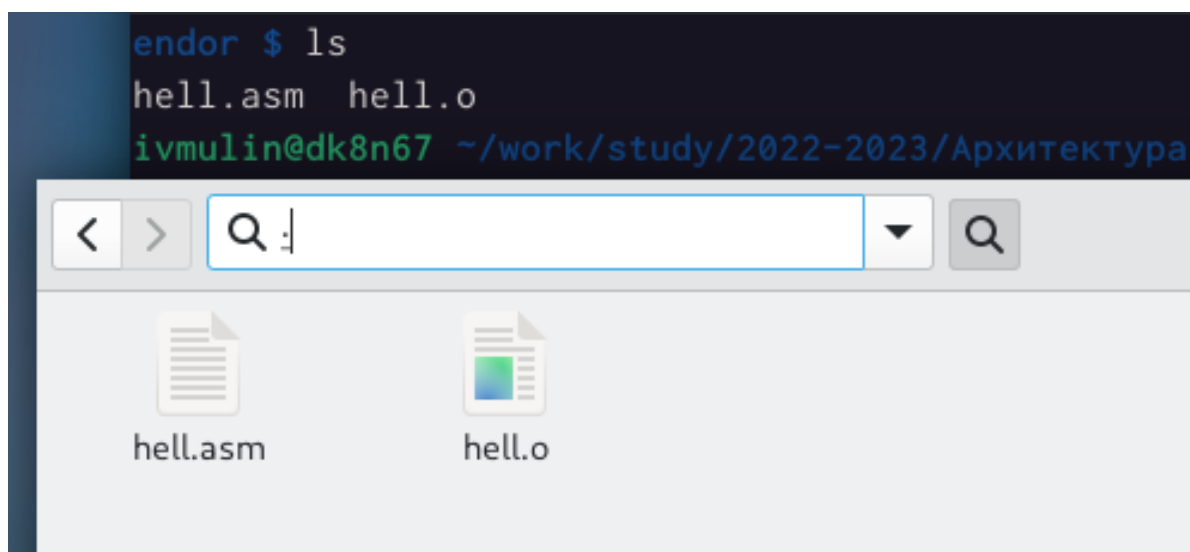 endor $ ls
hell.asm hell.o
ivmulin@dk8n67 ~/work/study/2022-2023/Архитектура
:
hell.asm hell.o